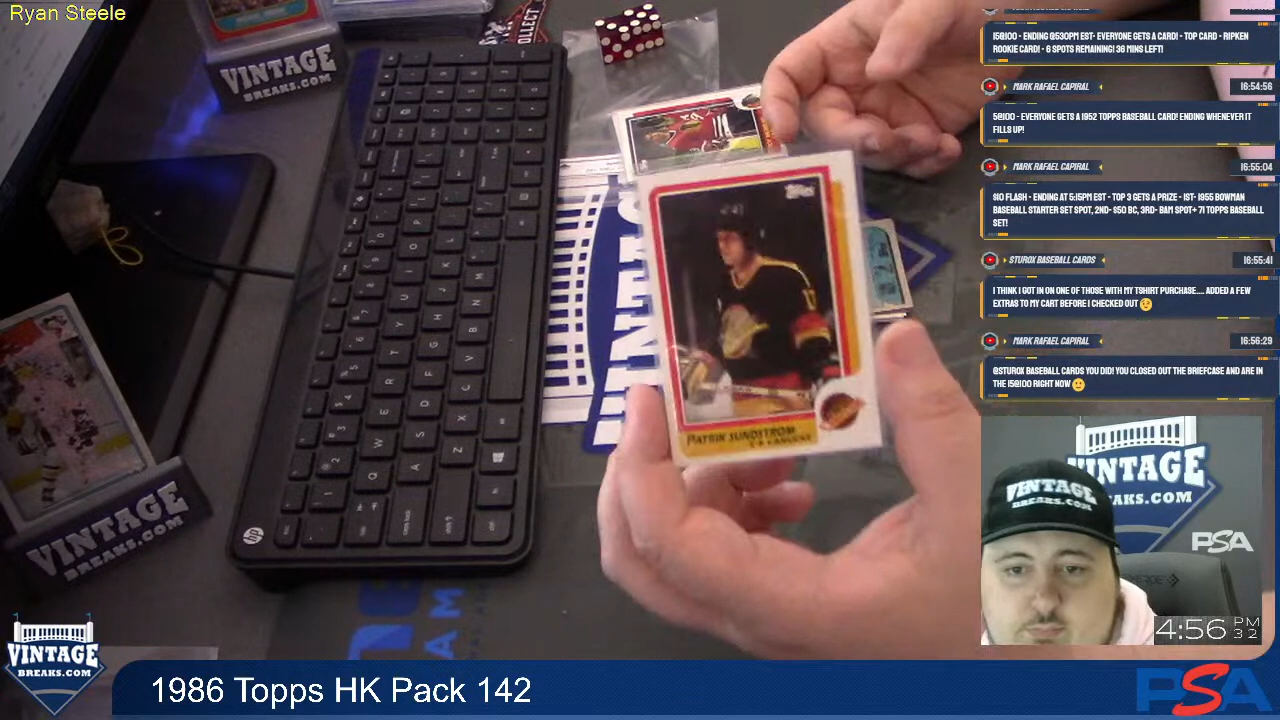 Ryan Steele
VINTAGE
BREAKS.COM
COLLECT
Topps
17
PATRIK SUNDSTROM
C-R • CANUCKS
VINTAGE
VINTAGE
BREAKS.COM
15@100 - ENDING @530PM EST- EVERYONE GETS A CARD! - TOP CARD - RIPKEN
ROOKIE CARD! - 6 SPOTS REMAINING! 36 MINS LEFT!
MARK RAFAEL CAPIRAL
16:54:56
5@100 - EVERYONE GETS A 1952 TOPPS BASEBALL CARD! ENDING WHENEVER IT
FILLS UP!
MARK RAFAEL CAPIRAL
16:55:04
$10 FLASH - ENDING AT 5:15PM EST - TOP 3 GETS A PRIZE - 1ST- 1955 BOWMAN
BASEBALL STARTER SET SPOT, 2ND- $50 BC, 3RD- BAM SPOT+ 71 TOPPS BASEBALL
SET!
STUROX BASEBALL CARDS
16:55:41
I THINK I GOT IN ON ONE OF THOSE WITH MY TSHIRT PURCHASE.... ADDED A FEW
EXTRAS TO MY CART BEFORE I CHECKED OUT
MARK RAFAEL CAPIRAL
16:56:29
@STUROX BASEBALL CARDS YOU DID! YOU CLOSED OUT THE BRIEFCASE AND ARE IN
THE 15@100 RIGHT NOW
VINTAGE
BREAKS.COM
VINTAGE
BREAKS.COM
PSA
4:56 PM
32
VINTAGE
BREAKS.COM
1986 Topps HK Pack 142
PSA